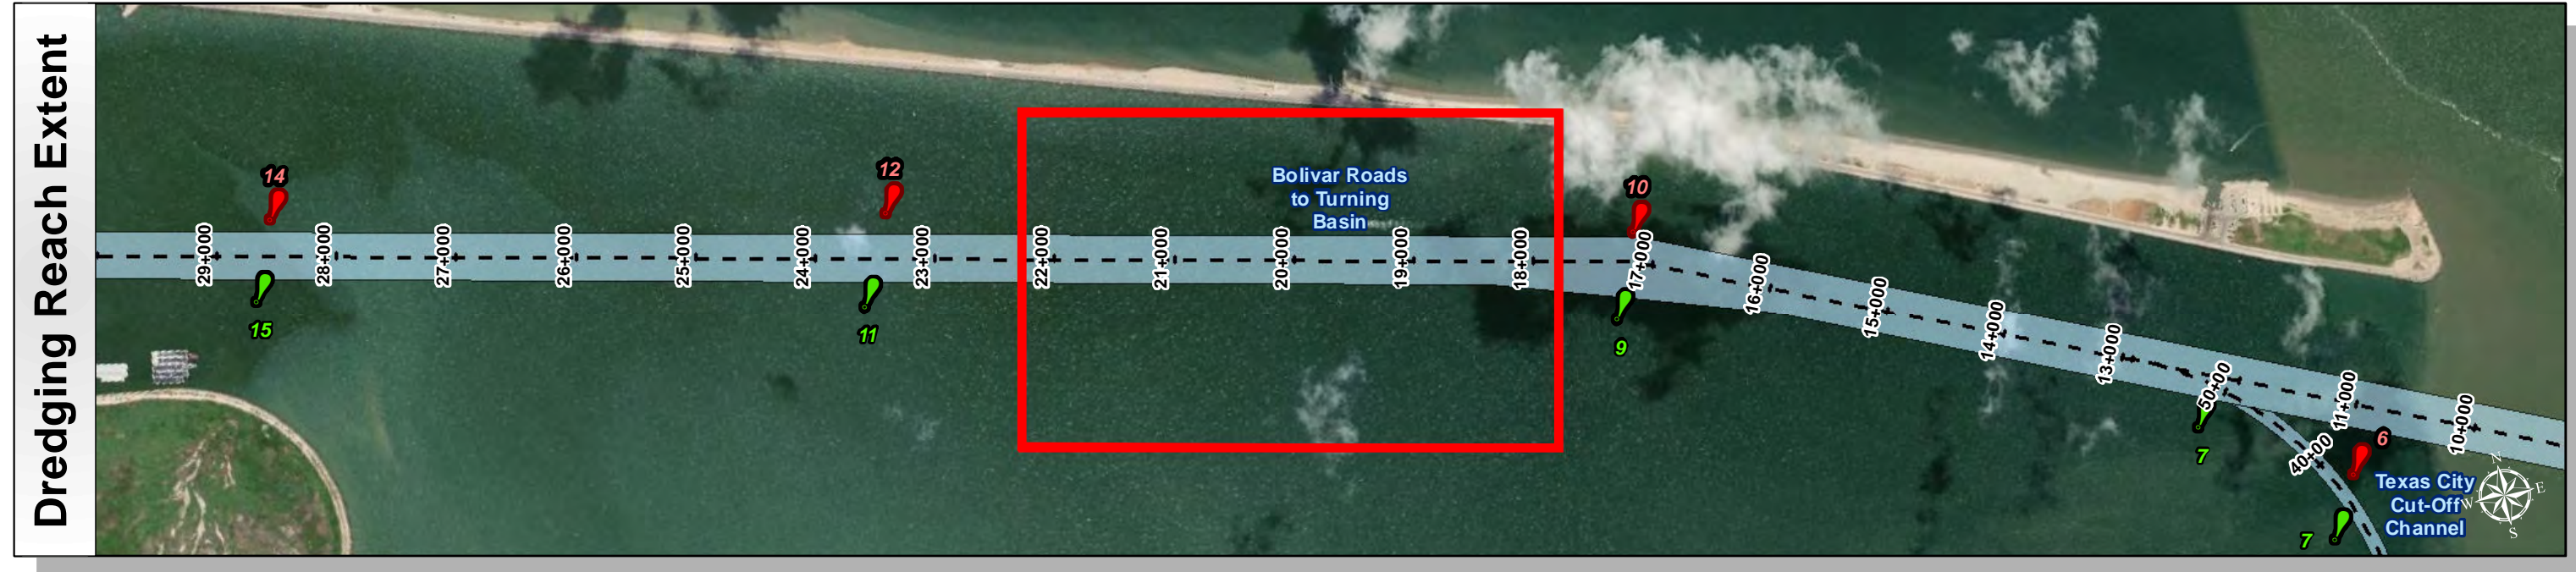 Dredging Reach Extent
14
12
10
Bolivar Roads
to Turning
Basin
29+000
28+000
27+000
26+000
25+000
24+000
23+000
22+000
21+000
20+000
19+000
18+000
17+000
16+000
15+000
14+000
13+000
50+00
11+000
10+000
15
11
9
7
40+00
6
Texas City
Cut-Off
Channel
7
N
W
E
S